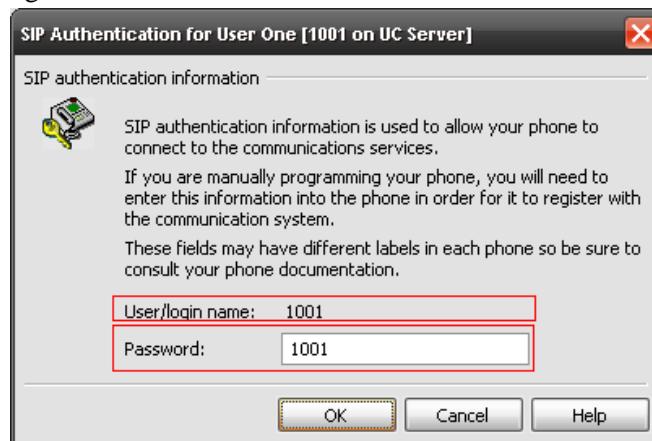 SIP Authentication for User One [1001 on UC Server]
SIP authentication information
SIP authentication information is used to allow your phone to
connect to the communications services.
If you are manually programming your phone, you will need to
enter this information into the phone in order for it to register with
the communication system.
These fields may have different labels in each phone so be sure to
consult your phone documentation.
User/login name: 1001
Password: 1001
OK Cancel Help